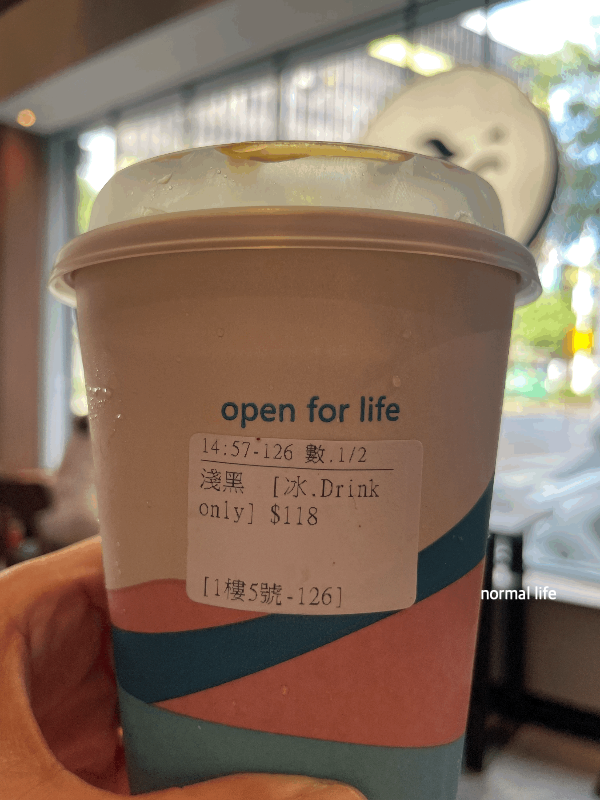 open for life
14:57-126 數.1/2
淺黑 [冰.Drink
only] $118
[1樓5號-126]
normal life